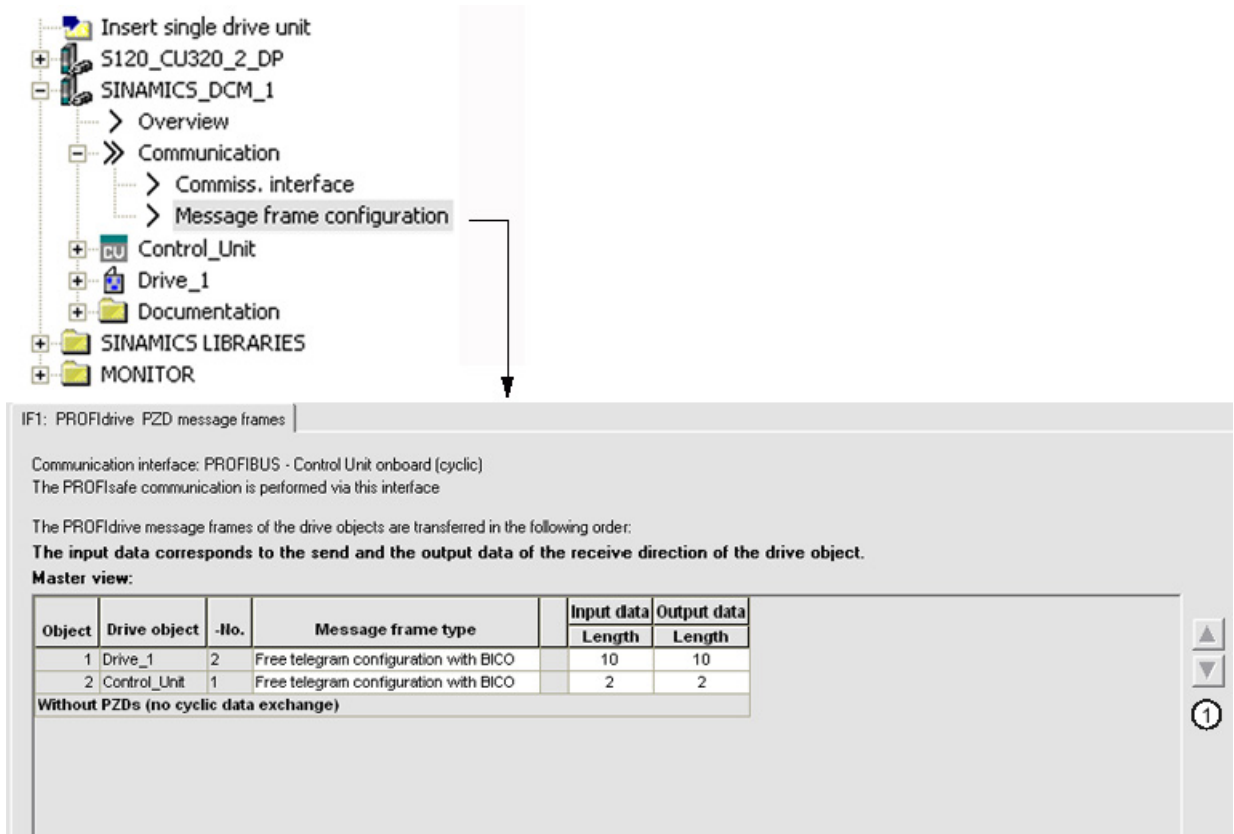 Insert single drive unit
S120_CU320_2_DP
SINAMICS_DCM_1
Overview
Communication
Commiss. interface
Message frame configuration
CU Control_Unit
Drive_1
Documentation
SINAMICS LIBRARIES
MONITOR
IF1: PROFIdrive PZD message frames
Communication interface: PROFIBUS - Control Unit onboard (cyclic)
The PROFIsafe communication is performed via this interface
The PROFIdrive message frames of the drive objects are transferred in the following order:
The input data corresponds to the send and the output data of the receive direction of the drive object.
Master view:
Object Drive object -No. Message frame type Input data Output data
Length Length
1 Drive_1 2 Free telegram configuration with BICO 10 10
2 Control_Unit 1 Free telegram configuration with BICO 2 2
Without PZDs (no cyclic data exchange)
1